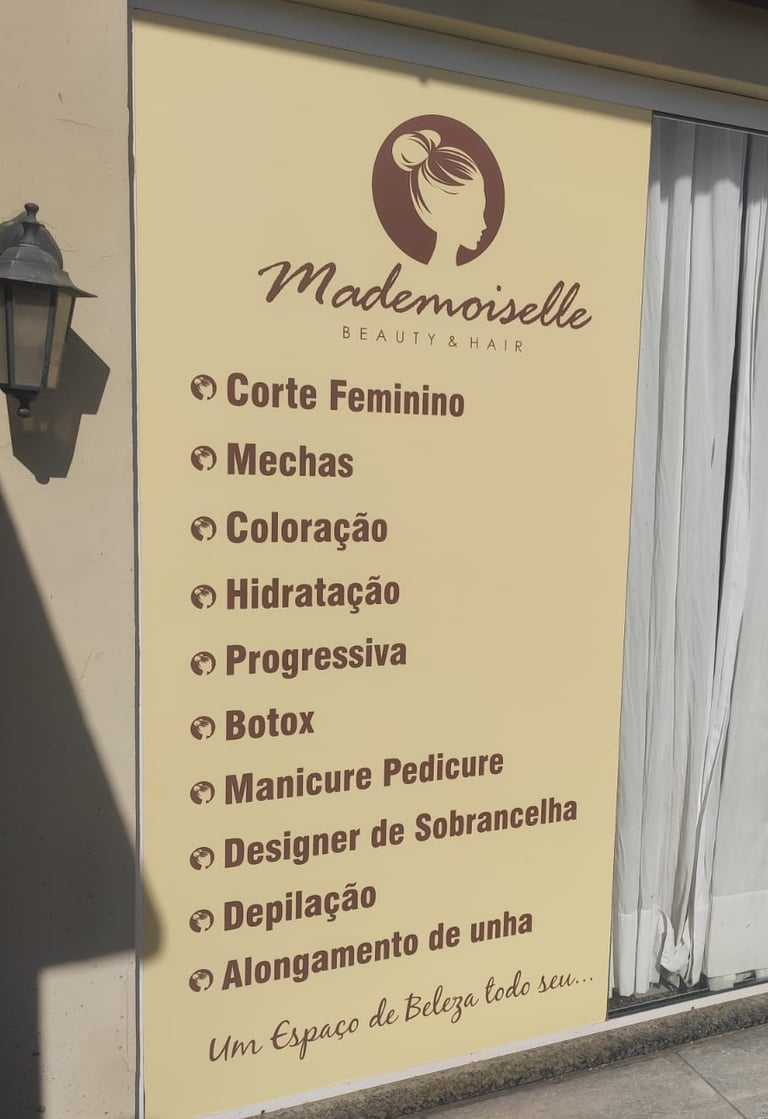 Mademoiselle
BEAUTY & HAIR
Corte Feminino
Mechas
Coloração
Hidratação
Progressiva
Botox
Manicure Pedicure
Designer de Sobrancelha
Depilação
Alongamento de unha
Um Espaço de Beleza todo seu...